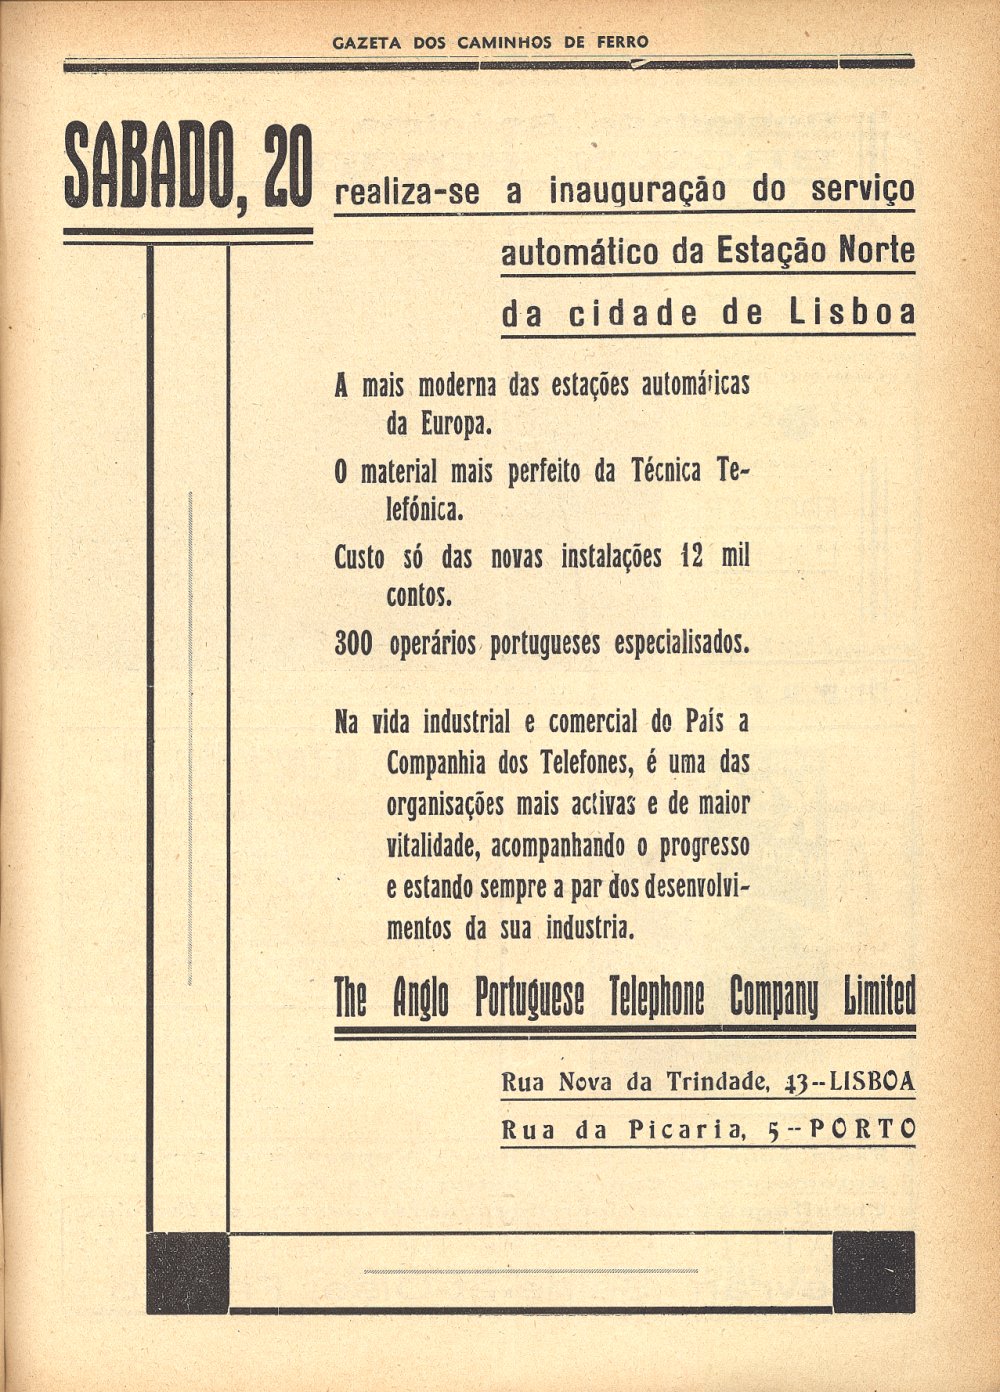 GAZETA DOS CAMINHOS DE FERRO
SABADO, 20
realiza-se a inauguração do serviço
automático da Estação Norte
da cidade de Lisboa
A mais moderna das estações automáticas
da Europa.
O material mais perfeito da Técnica Te-
lefónica.
Custo só das novas instalações 12 mil
contos.
300 operários portugueses especialisados.
Na vida industrial e comercial do País a
Companhia dos Telefones, é uma das
organisações mais activas e de maior
vitalidade, acompanhando o progresso
e estando sempre a par dos desenvolvi-
mentos da sua industria.
The Anglo Portuguese Telephone Company Limited
Rua Nova da Trindade, 43--LISBOA
Rua da Picaria, 5--PORTO